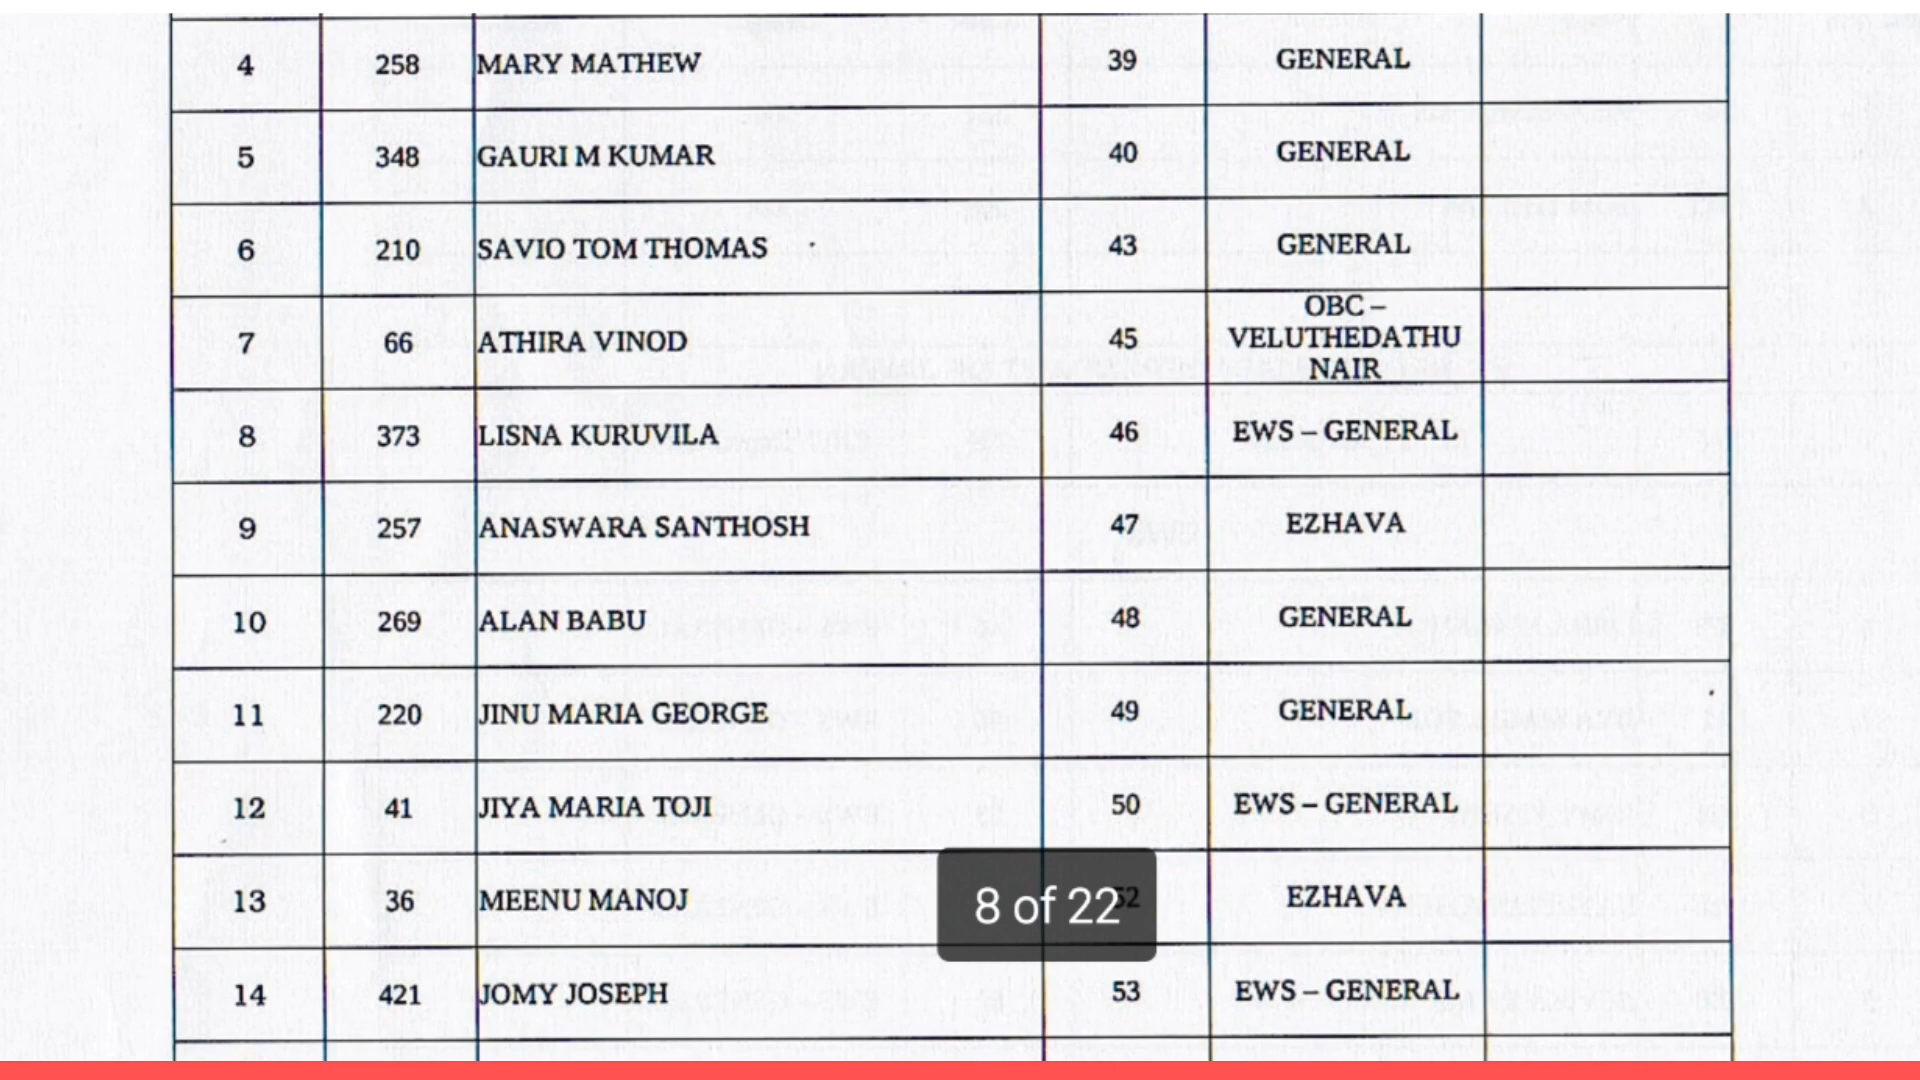 4 258 MARY MATHEW 39 GENERAL
5 348 GAURI M KUMAR 40 GENERAL
6 210 SAVIO TOM THOMAS 43 GENERAL
7 66 ATHIRA VINOD 45 OBC – VELUTHEDATHU NAIR
8 373 LISNA KURUVILA 46 EWS – GENERAL
9 257 ANASWARA SANTHOSH 47 EZHAVA
10 269 ALAN BABU 48 GENERAL
11 220 JINU MARIA GEORGE 49 GENERAL
12 41 JIYA MARIA TOJI 50 EWS – GENERAL
13 36 MEENU MANOJ 52 EZHAVA
8 of 22
14 421 JOMY JOSEPH 53 EWS – GENERAL